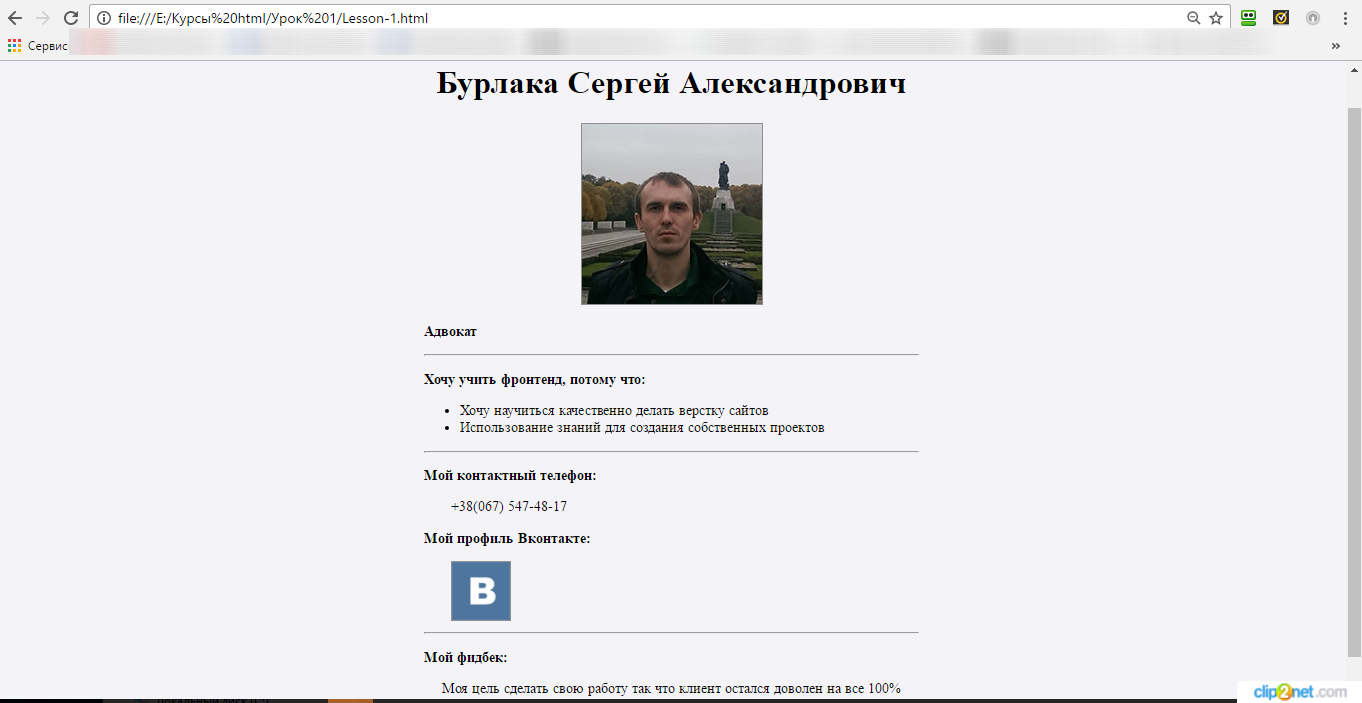 file:///E:/Курсы%20html/Урок%201/Lesson-1.html
Сервис
»
Бурлака Сергей Александрович
Адвокат
Хочу учить фронтенд, потому что:
• Хочу научиться качественно делать верстку сайтов
• Использование знаний для создания собственных проектов
Мой контактный телефон:
+38(067) 547-48-17
Мой профиль Вконтакте:
B
Мой фидбек:
Моя цель сделать свою работу так что клиент остался доволен на все 100%
clip2net.com